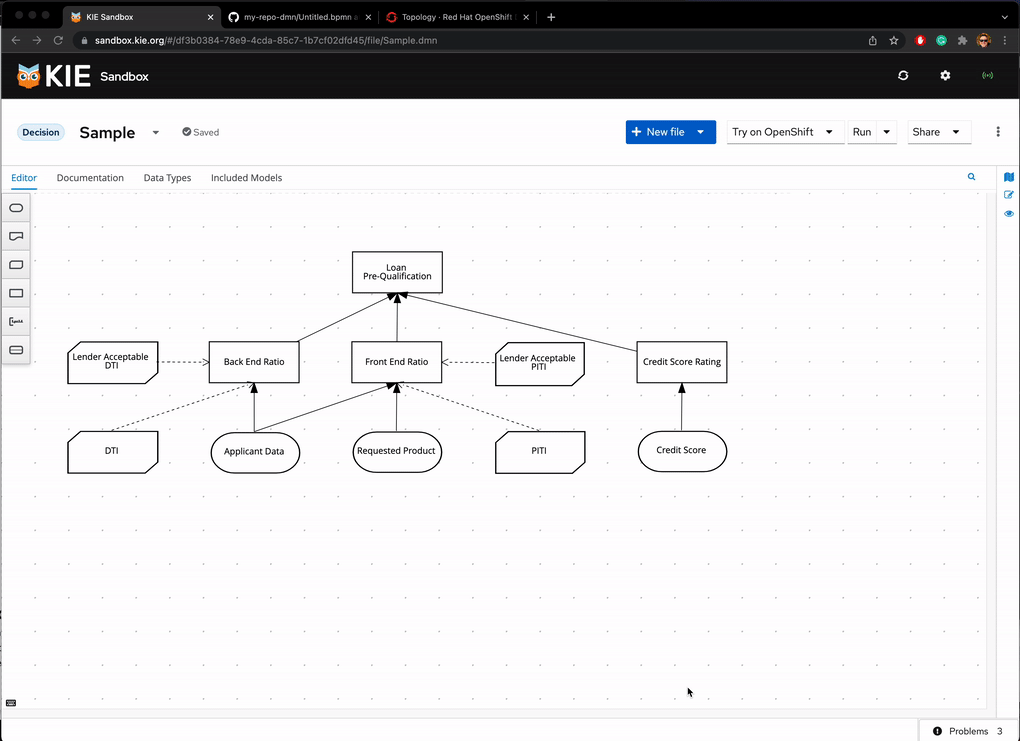 KIE Sandbox
my-repo-dmn/Untitled.bpmn
Topology · Red Hat OpenShift
sandbox.kie.org/#/df3b0384-78e9-4cda-85c7-1b7cf02dfd45/file/Sample.dmn
KIE Sandbox
Decision
Sample
Saved
New file
Try on OpenShift
Run
Share
Editor
Documentation
Data Types
Included Models
Loan
Pre-Qualification
Lender Acceptable
DTI
Back End Ratio
Front End Ratio
Lender Acceptable
PITI
Credit Score Rating
DTI
Applicant Data
Requested Product
PITI
Credit Score
Problems 3